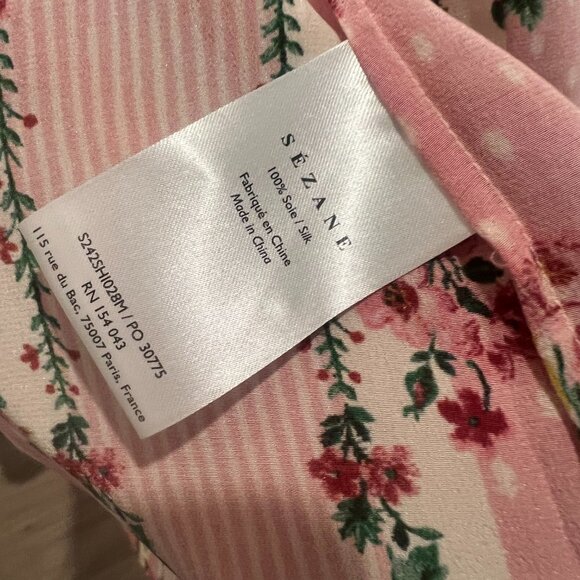 SÉZANE
100% Soie / Silk
Fabriqué en Chine
Made in China
S242SHI028M / PO 30775
RN 154 043
115 rue du Bac, 75007 Paris, France